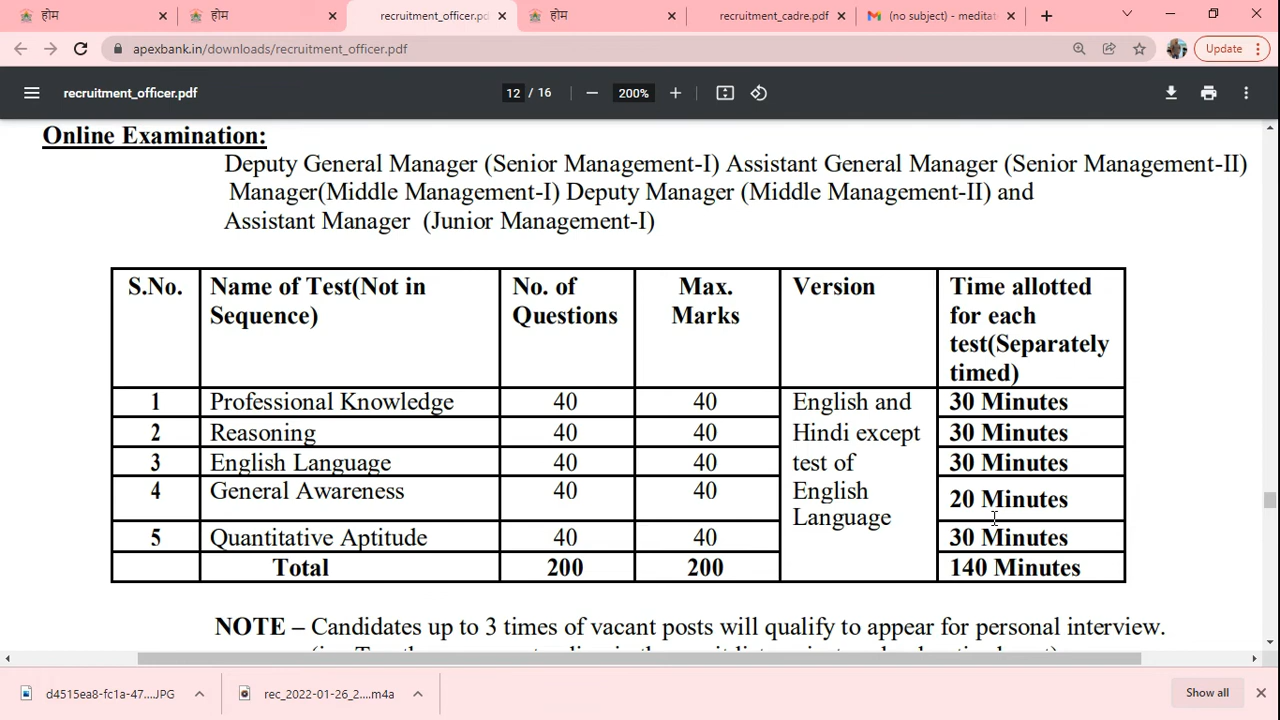 होम
होम
recruitment_officer.pd
होम
recruitment_cadre.pdf
(no subject) - meditat
apexbank.in/downloads/recruitment_officer.pdf
Update
recruitment_officer.pdf
12 / 16
200%
Online Examination:
Deputy General Manager (Senior Management-I) Assistant General Manager (Senior Management-II)
Manager(Middle Management-I) Deputy Manager (Middle Management-II) and
Assistant Manager (Junior Management-I)
S.No. Name of Test(Not in Sequence) No. of Questions Max. Marks Version Time allotted for each test(Separately timed)
1 Professional Knowledge 40 40 English and 30 Minutes
2 Reasoning 40 40 Hindi except 30 Minutes
3 English Language 40 40 test of 30 Minutes
4 General Awareness 40 40 English 20 Minutes
Language
5 Quantitative Aptitude 40 40 30 Minutes
Total 200 200 140 Minutes
NOTE – Candidates up to 3 times of vacant posts will qualify to appear for personal interview.
d4515ea8-fc1a-47....JPG
rec_2022-01-26_2....m4a
Show all